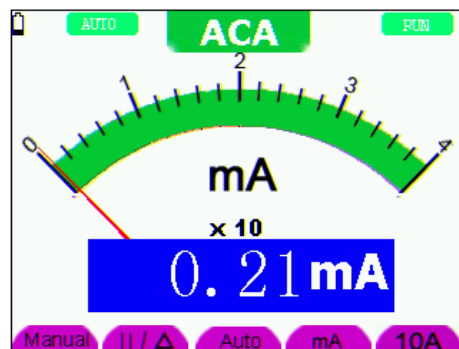 AUTO ACA RUN
0 1 2 3 4
mA
x 10
0.21 mA
Manual || / Δ Auto mA 10A